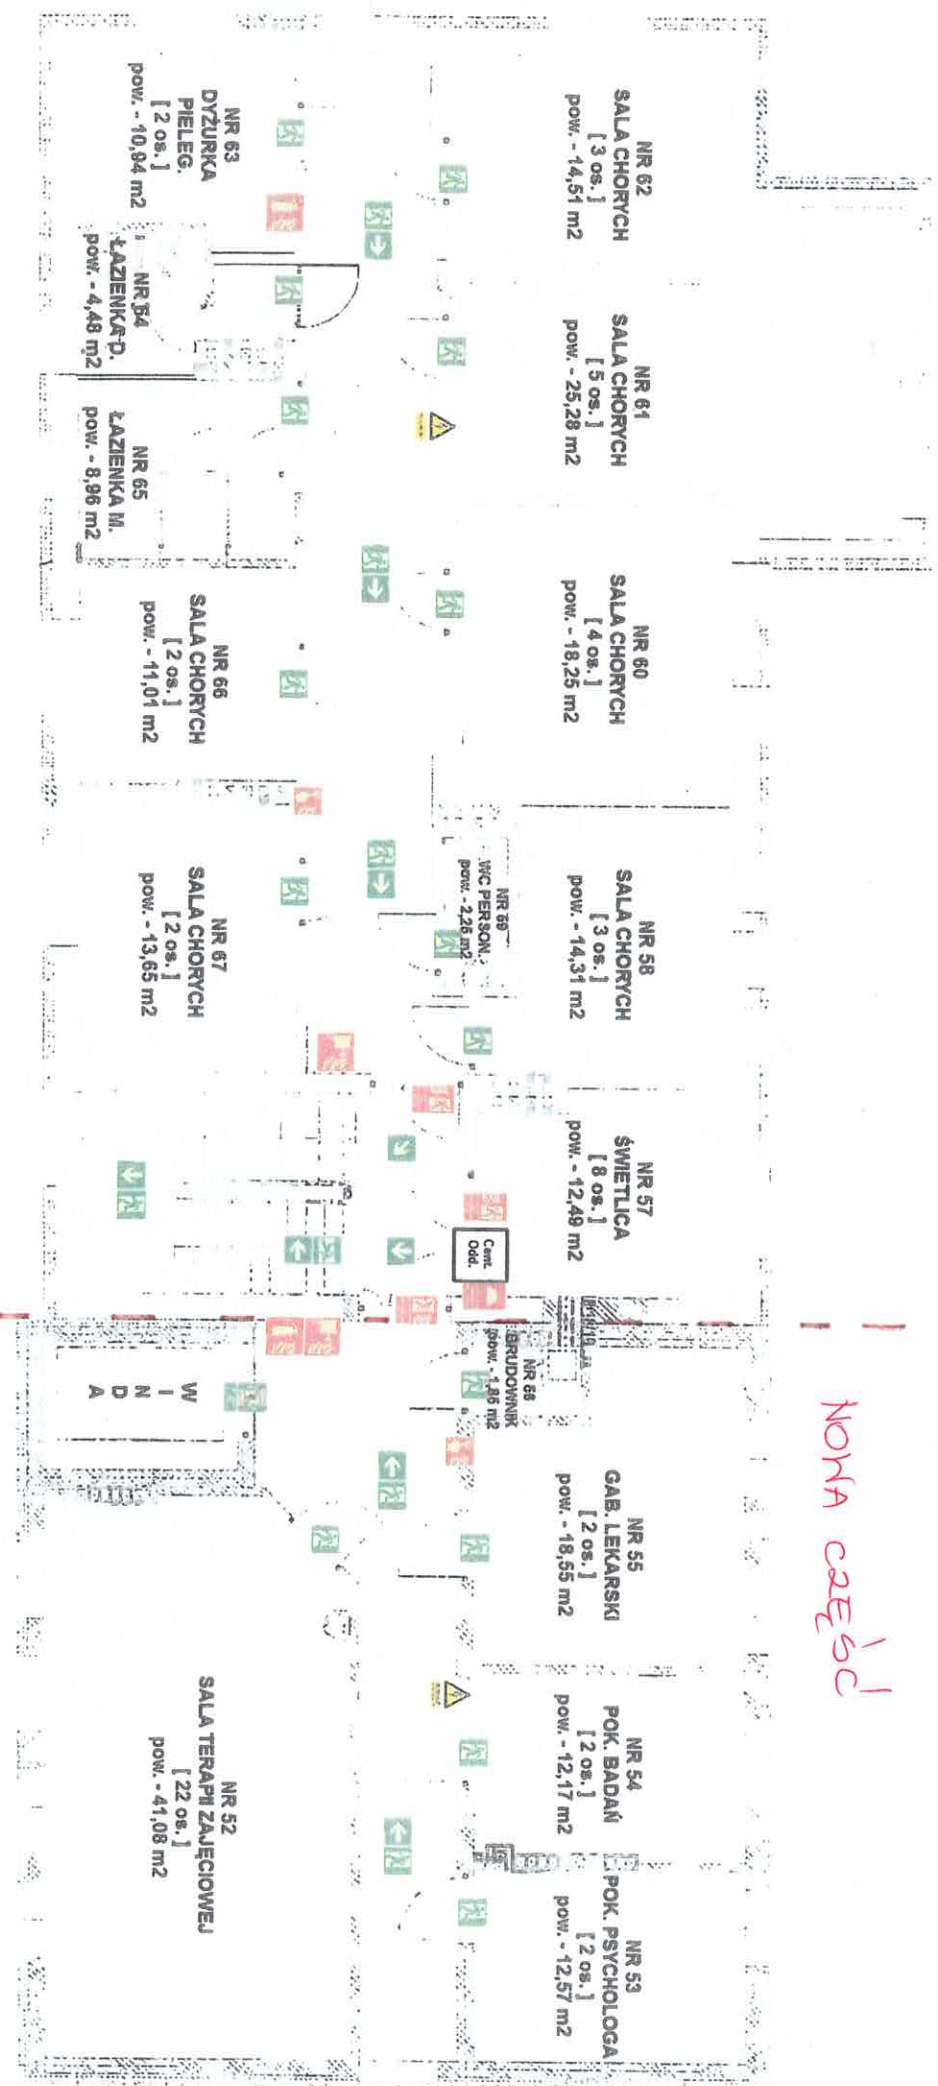 NR 62
SALA CHORYCH
[ 3 os. ]
pow. - 14,51 m2
NR 61
SALA CHORYCH
[ 5 os. ]
pow. - 25,28 m2
NR 60
SALA CHORYCH
[ 4 os. ]
pow. - 18,25 m2
NR 58
SALA CHORYCH
[ 3 os. ]
pow. - 14,31 m2
NR 57
ŚWIETLICA
[ 8 os. ]
pow. - 12,49 m2
NR 55
GAB. LEKARSKI
[ 2 os. ]
pow. - 18,55 m2
NR 54
POK. BADAŃ
[ 2 os. ]
pow. - 12,17 m2
NR 53
POK. PSYCHOLOGA
[ 2 os. ]
pow. - 12,57 m2
NR 59
WC PERSON.
pow. - 2,25 m2
Cent.
Odd.
BRUDOWNIK
pow. - 1,86 m2
NR 63
DYŻURKA
PIELEG.
[ 2 os. ]
pow. - 10,94 m2
NR 64
ŁAZIENKA D.
pow. - 4,48 m2
NR 65
ŁAZIENKA M.
pow. - 8,96 m2
NR 66
SALA CHORYCH
[ 2 os. ]
pow. - 11,01 m2
NR 67
SALA CHORYCH
[ 2 os. ]
pow. - 13,65 m2
W
I
N
D
A
NR 52
SALA TERAPII ZAJĘCIOWEJ
[ 22 os. ]
pow. - 41,08 m2
NOWA CZĘŚĆ